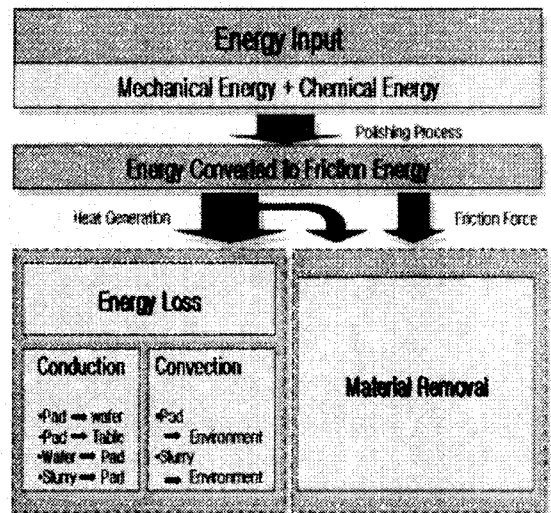 Energy Input
Mechanical Energy + Chemical Energy
Polishing Process
Energy Converted to Friction Energy
Heat Generation
Friction Force
Energy Loss
Conduction
•Pad ➡ wafer
•Pad ➡ Table
•Wafer ➡ Pad
•Slurry ➡ Pad
Convection
•Pad
➡ Environment
•Slurry
➡ Environment
Material Removal